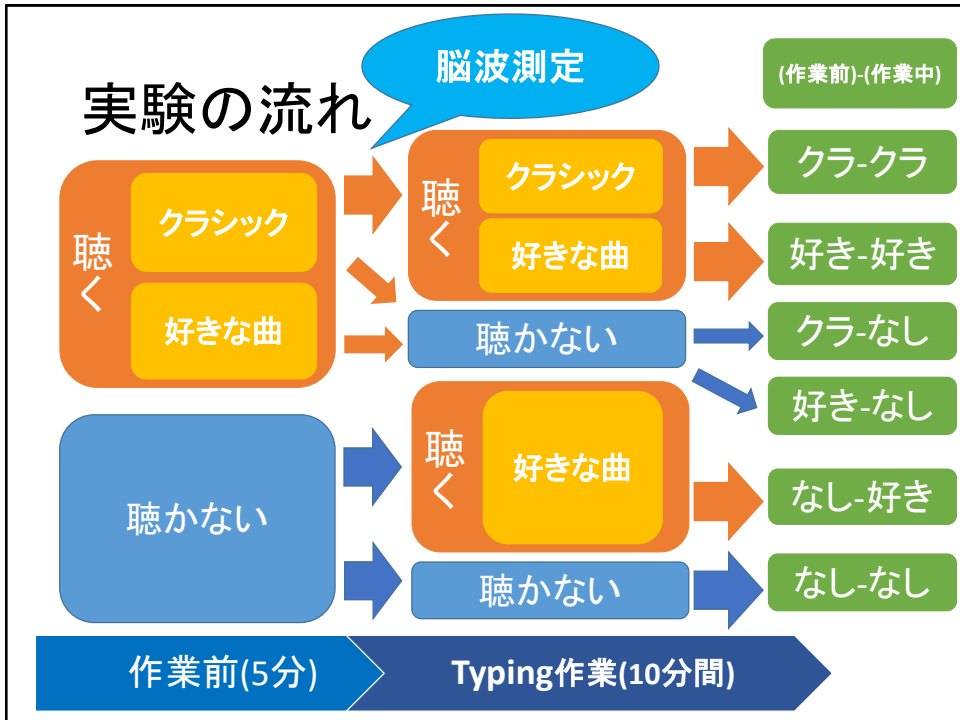 実験の流れ
脳波測定
(作業前)-(作業中)
聴く
クラシック
好きな曲
聴く
クラシック
好きな曲
聴かない
クラ-クラ
好き-好き
クラ-なし
好き-なし
聴かない
聴く
好きな曲
聴かない
なし-好き
なし-なし
作業前(5分)
Typing作業(10分間)